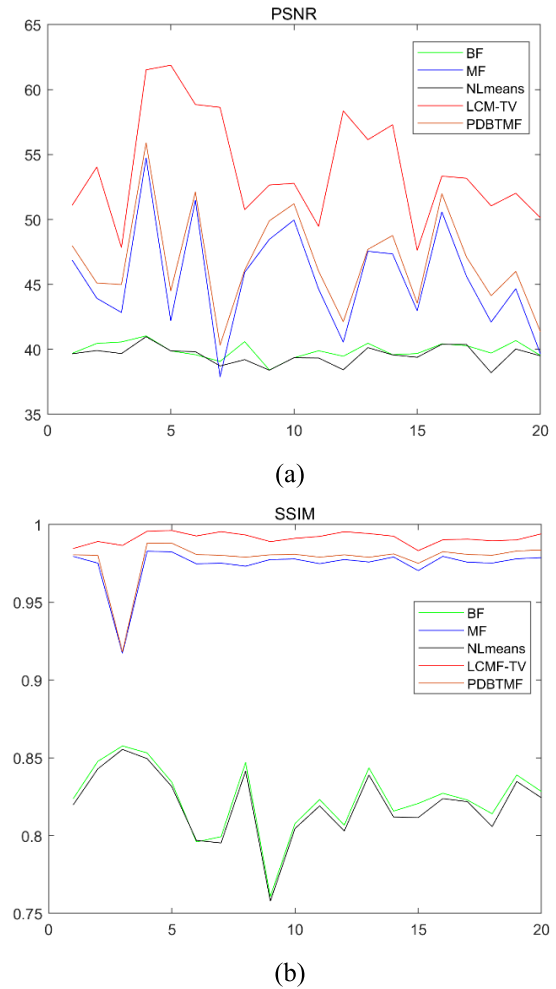 PSNR
65
60
55
50
45
40
35
0
5
10
15
20
BF
MF
NLmeans
LCM-TV
PDBTMF
(a)
SSIM
1
0.95
0.9
0.85
0.8
0.75
0
5
10
15
20
BF
MF
NLmeans
LCMF-TV
PDBTMF
(b)